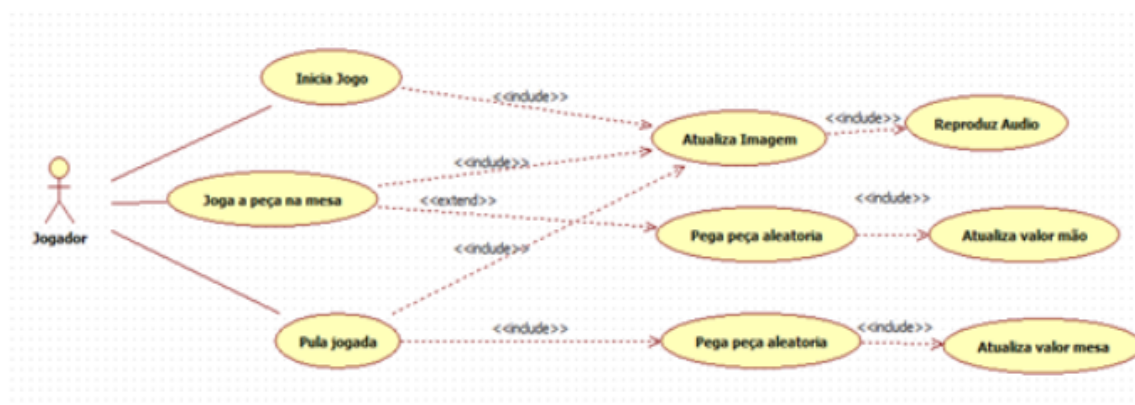 Inicia Jogo
<<include>>
<<include>>
Reproduz Audio
Atualiza Imagem
<<include>>
Joga a peça na mesa
<<extend>>
<<include>>
Jogador
Pega peça aleatoria
Atualiza valor mão
<<include>>
<<include>>
<<include>>
Pula jogada
Pega peça aleatoria
Atualiza valor mesa